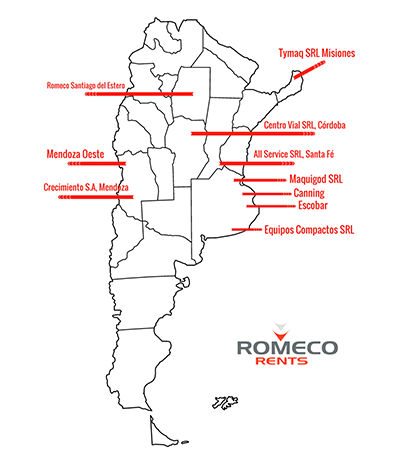 Tymaq SRL Misiones
Romeco Santiago del Estero
Centro Vial SRL, Córdoba
Mendoza Oeste
All Service SRL, Santa Fé
Maquigod SRL
Crecimiento S.A, Mendoza
Canning
Escobar
Equipos Compactos SRL
ROMECO
RENTS